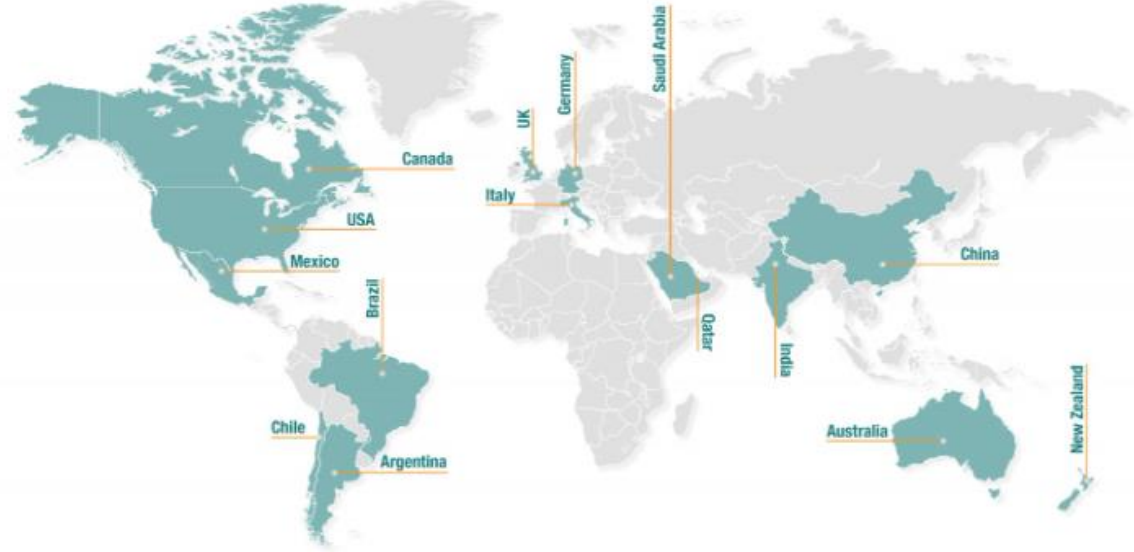 Saudi Arabia
Germany
UK
Canada
Italy
USA
China
Mexico
Brazil
Qatar
India
New Zealand
Chile
Australia
Argentina